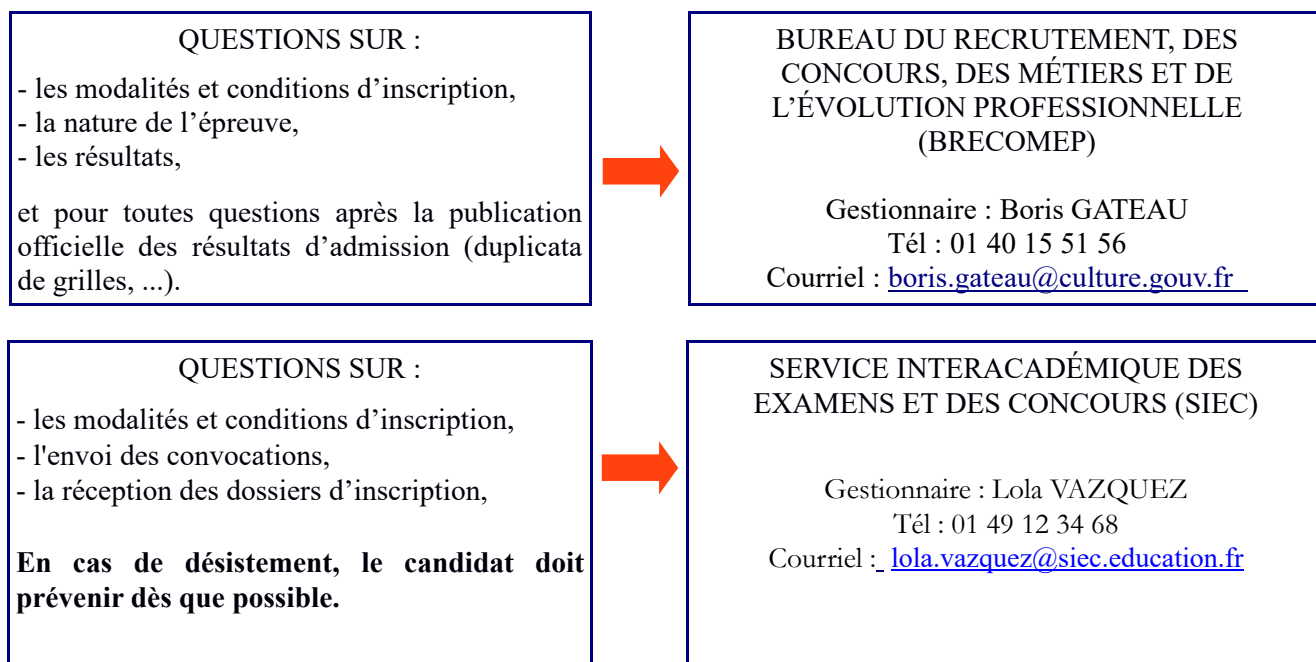 QUESTIONS SUR :
- les modalités et conditions d’inscription,
- la nature de l’épreuve,
- les résultats,
et pour toutes questions après la publication
officielle des résultats d’admission (duplicata
de grilles, ...).
BUREAU DU RECRUTEMENT, DES
CONCOURS, DES MÉTIERS ET DE
L’ÉVOLUTION PROFESSIONNELLE
(BRECOMEP)
Gestionnaire : Boris GATEAU
Tél : 01 40 15 51 56
Courriel : boris.gateau@culture.gouv.fr
QUESTIONS SUR :
- les modalités et conditions d’inscription,
- l'envoi des convocations,
- la réception des dossiers d’inscription,
En cas de désistement, le candidat doit
prévenir dès que possible.
SERVICE INTERACADÉMIQUE DES
EXAMENS ET DES CONCOURS (SIEC)
Gestionnaire : Lola VAZQUEZ
Tél : 01 49 12 34 68
Courriel : lola.vazquez@siec.education.fr